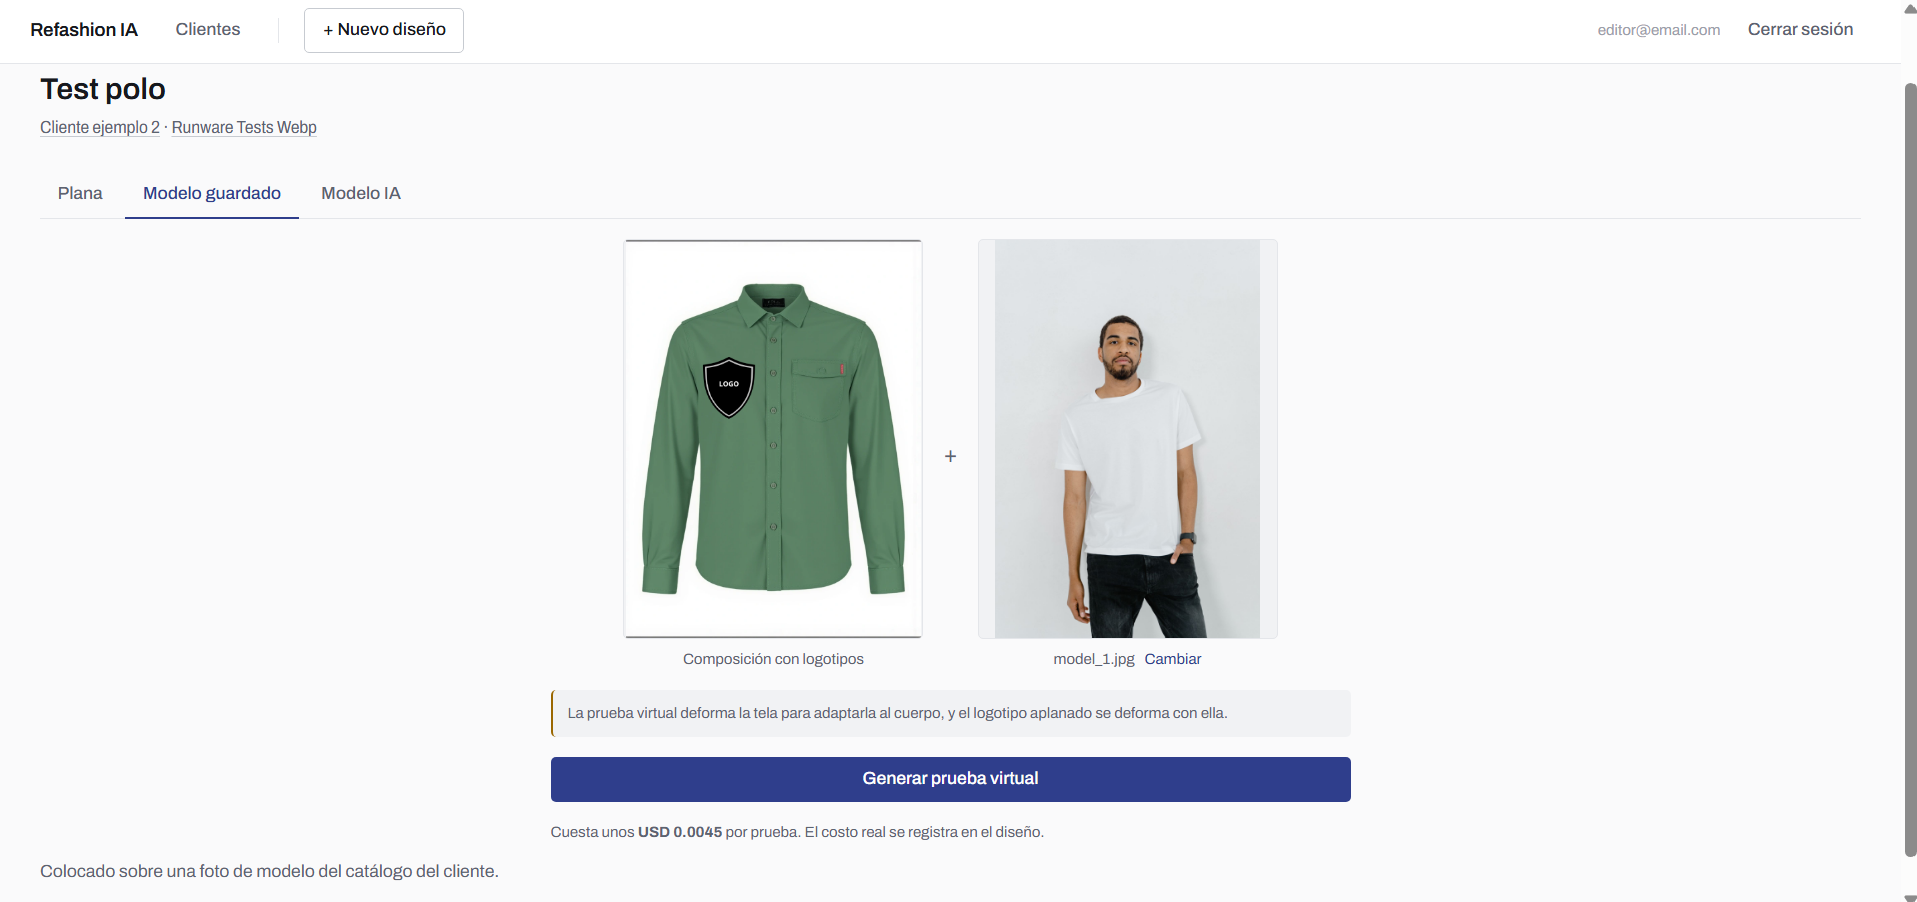 Refashion IA
Clientes
+ Nuevo diseño
editor@email.com
Cerrar sesión
Test polo
Cliente ejemplo 2 · Runware Tests Webp
Plana
Modelo guardado
Modelo IA
LOGO
+
Composición con logotipos
model_1.jpg Cambiar
La prueba virtual deforma la tela para adaptarla al cuerpo, y el logotipo aplanado se deforma con ella.
Generar prueba virtual
Cuesta unos USD 0.0045 por prueba. El costo real se registra en el diseño.
Colocado sobre una foto de modelo del catálogo del cliente.